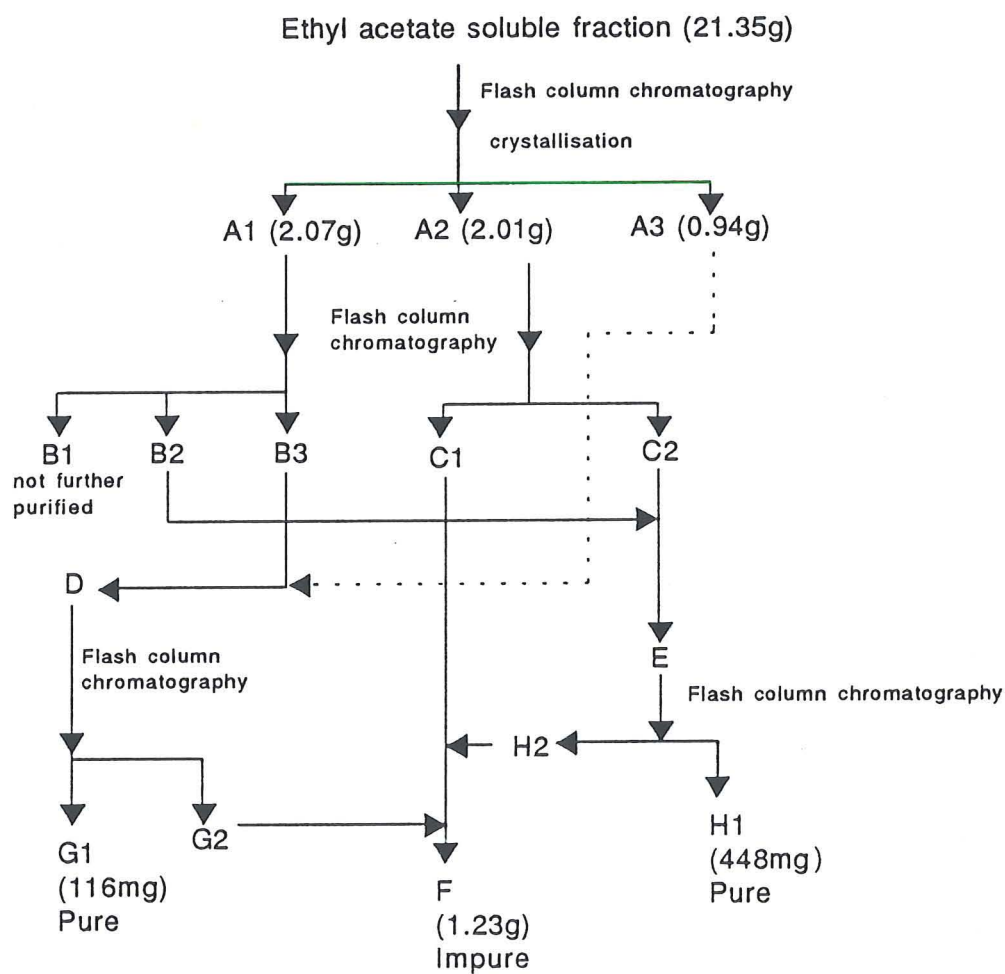 Ethyl acetate soluble fraction (21.35g)
Flash column chromatography
crystallisation
A1 (2.07g)
A2 (2.01g)
A3 (0.94g)
Flash column
chromatography
B1
not further
purified
B2
B3
C1
C2
D
E
Flash column
chromatography
Flash column chromatography
H2
G1
(116mg)
Pure
G2
F
(1.23g)
Impure
H1
(448mg)
Pure